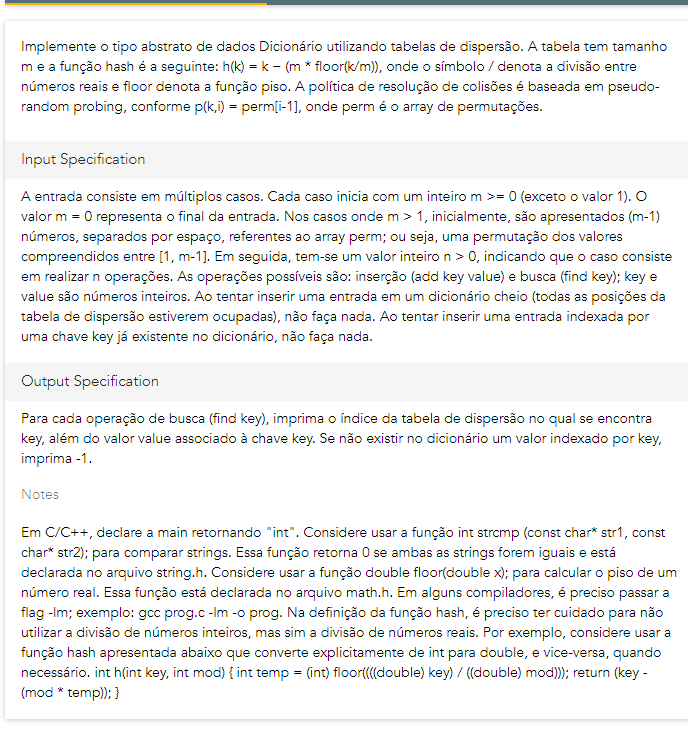 Implemente o tipo abstrato de dados Dicionário utilizando tabelas de dispersão. A tabela tem tamanho
m e a função hash é a seguinte: h(k) = k − (m * floor(k/m)), onde o símbolo / denota a divisão entre
números reais e floor denota a função piso. A política de resolução de colisões é baseada em pseudo-
random probing, conforme p(k,i) = perm[i-1], onde perm é o array de permutações.
Input Specification
A entrada consiste em múltiplos casos. Cada caso inicia com um inteiro m >= 0 (exceto o valor 1). O
valor m = 0 representa o final da entrada. Nos casos onde m > 1, inicialmente, são apresentados (m-1)
números, separados por espaço, referentes ao array perm; ou seja, uma permutação dos valores
compreendidos entre [1, m-1]. Em seguida, tem-se um valor inteiro n > 0, indicando que o caso consiste
em realizar n operações. As operações possíveis são: inserção (add key value) e busca (find key); key e
value são números inteiros. Ao tentar inserir uma entrada em um dicionário cheio (todas as posições da
tabela de dispersão estiverem ocupadas), não faça nada. Ao tentar inserir uma entrada indexada por
uma chave key já existente no dicionário, não faça nada.
Output Specification
Para cada operação de busca (find key), imprima o índice da tabela de dispersão no qual se encontra
key, além do valor value associado à chave key. Se não existir no dicionário um valor indexado por key,
imprima -1.
Notes
Em C/C++, declare a main retornando "int". Considere usar a função int strcmp (const char* str1, const
char* str2); para comparar strings. Essa função retorna 0 se ambas as strings forem iguais e está
declarada no arquivo string.h. Considere usar a função double floor(double x); para calcular o piso de um
número real. Essa função está declarada no arquivo math.h. Em alguns compiladores, é preciso passar a
flag -lm; exemplo: gcc prog.c -lm -o prog. Na definição da função hash, é preciso ter cuidado para não
utilizar a divisão de números inteiros, mas sim a divisão de números reais. Por exemplo, considere usar a
função hash apresentada abaixo que converte explicitamente de int para double, e vice-versa, quando
necessário. int h(int key, int mod) { int temp = (int) floor((((double) key) / ((double) mod))); return (key -
(mod * temp)); }